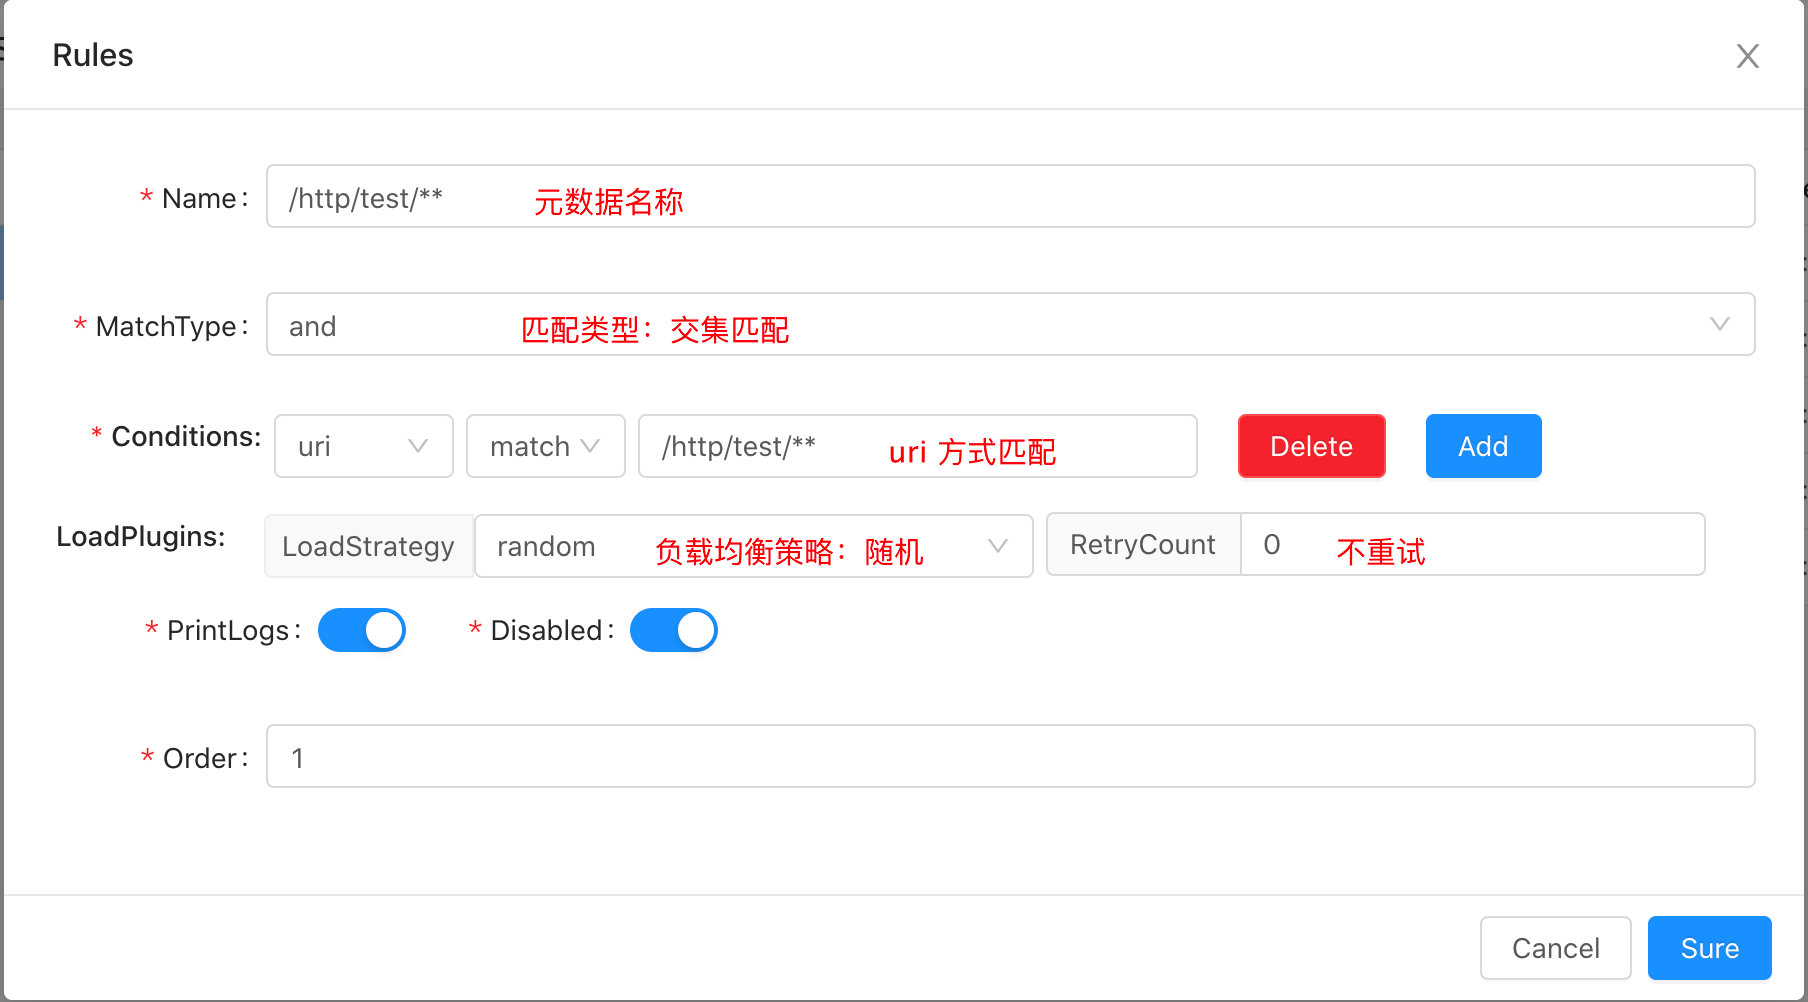 Rules
* Name: /http/test/** 元数据名称
* MatchType: and 匹配类型：交集匹配
* Conditions: uri match /http/test/** uri 方式匹配 Delete Add
LoadPlugins: LoadStrategy random 负载均衡策略：随机 RetryCount 0 不重试
* PrintLogs: * Disabled:
* Order: 1
Cancel Sure